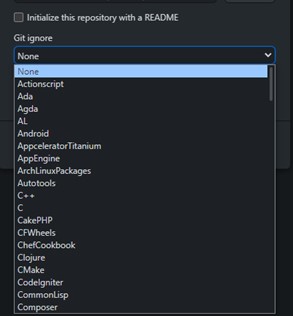 Initialize this repository with a README
Git ignore
None
None
Actionscript
Ada
Agda
AL
Android
AppceleratorTitanium
AppEngine
ArchLinuxPackages
Autotools
C++
C
CakePHP
CFWheels
ChefCookbook
Clojure
CMake
CodeIgniter
CommonLisp
Composer